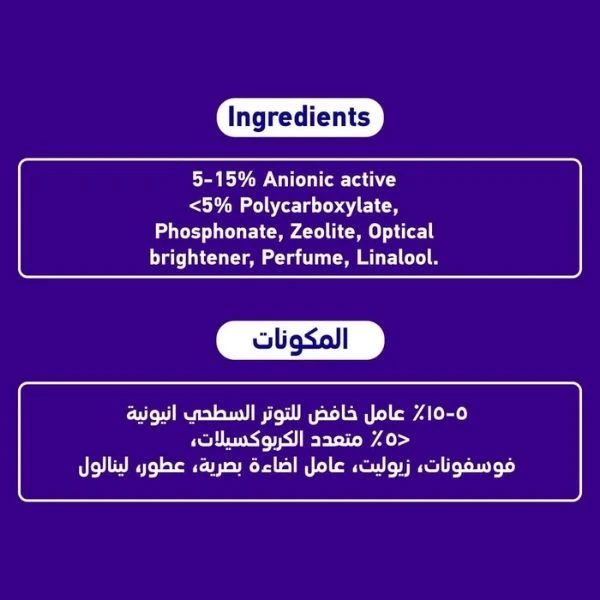 Ingredients
5-15% Anionic active
<5% Polycarboxylate,
Phosphonate, Zeolite, Optical
brightener, Perfume, Linalool.
المكونات
٥-١٥٪ عامل خافض للتوتر السطحي انيونية
<٥٪ متعدد الكربوكسيلات،
فوسفونات، زيوليت، عامل اضاءة بصرية، عطور، لينالول